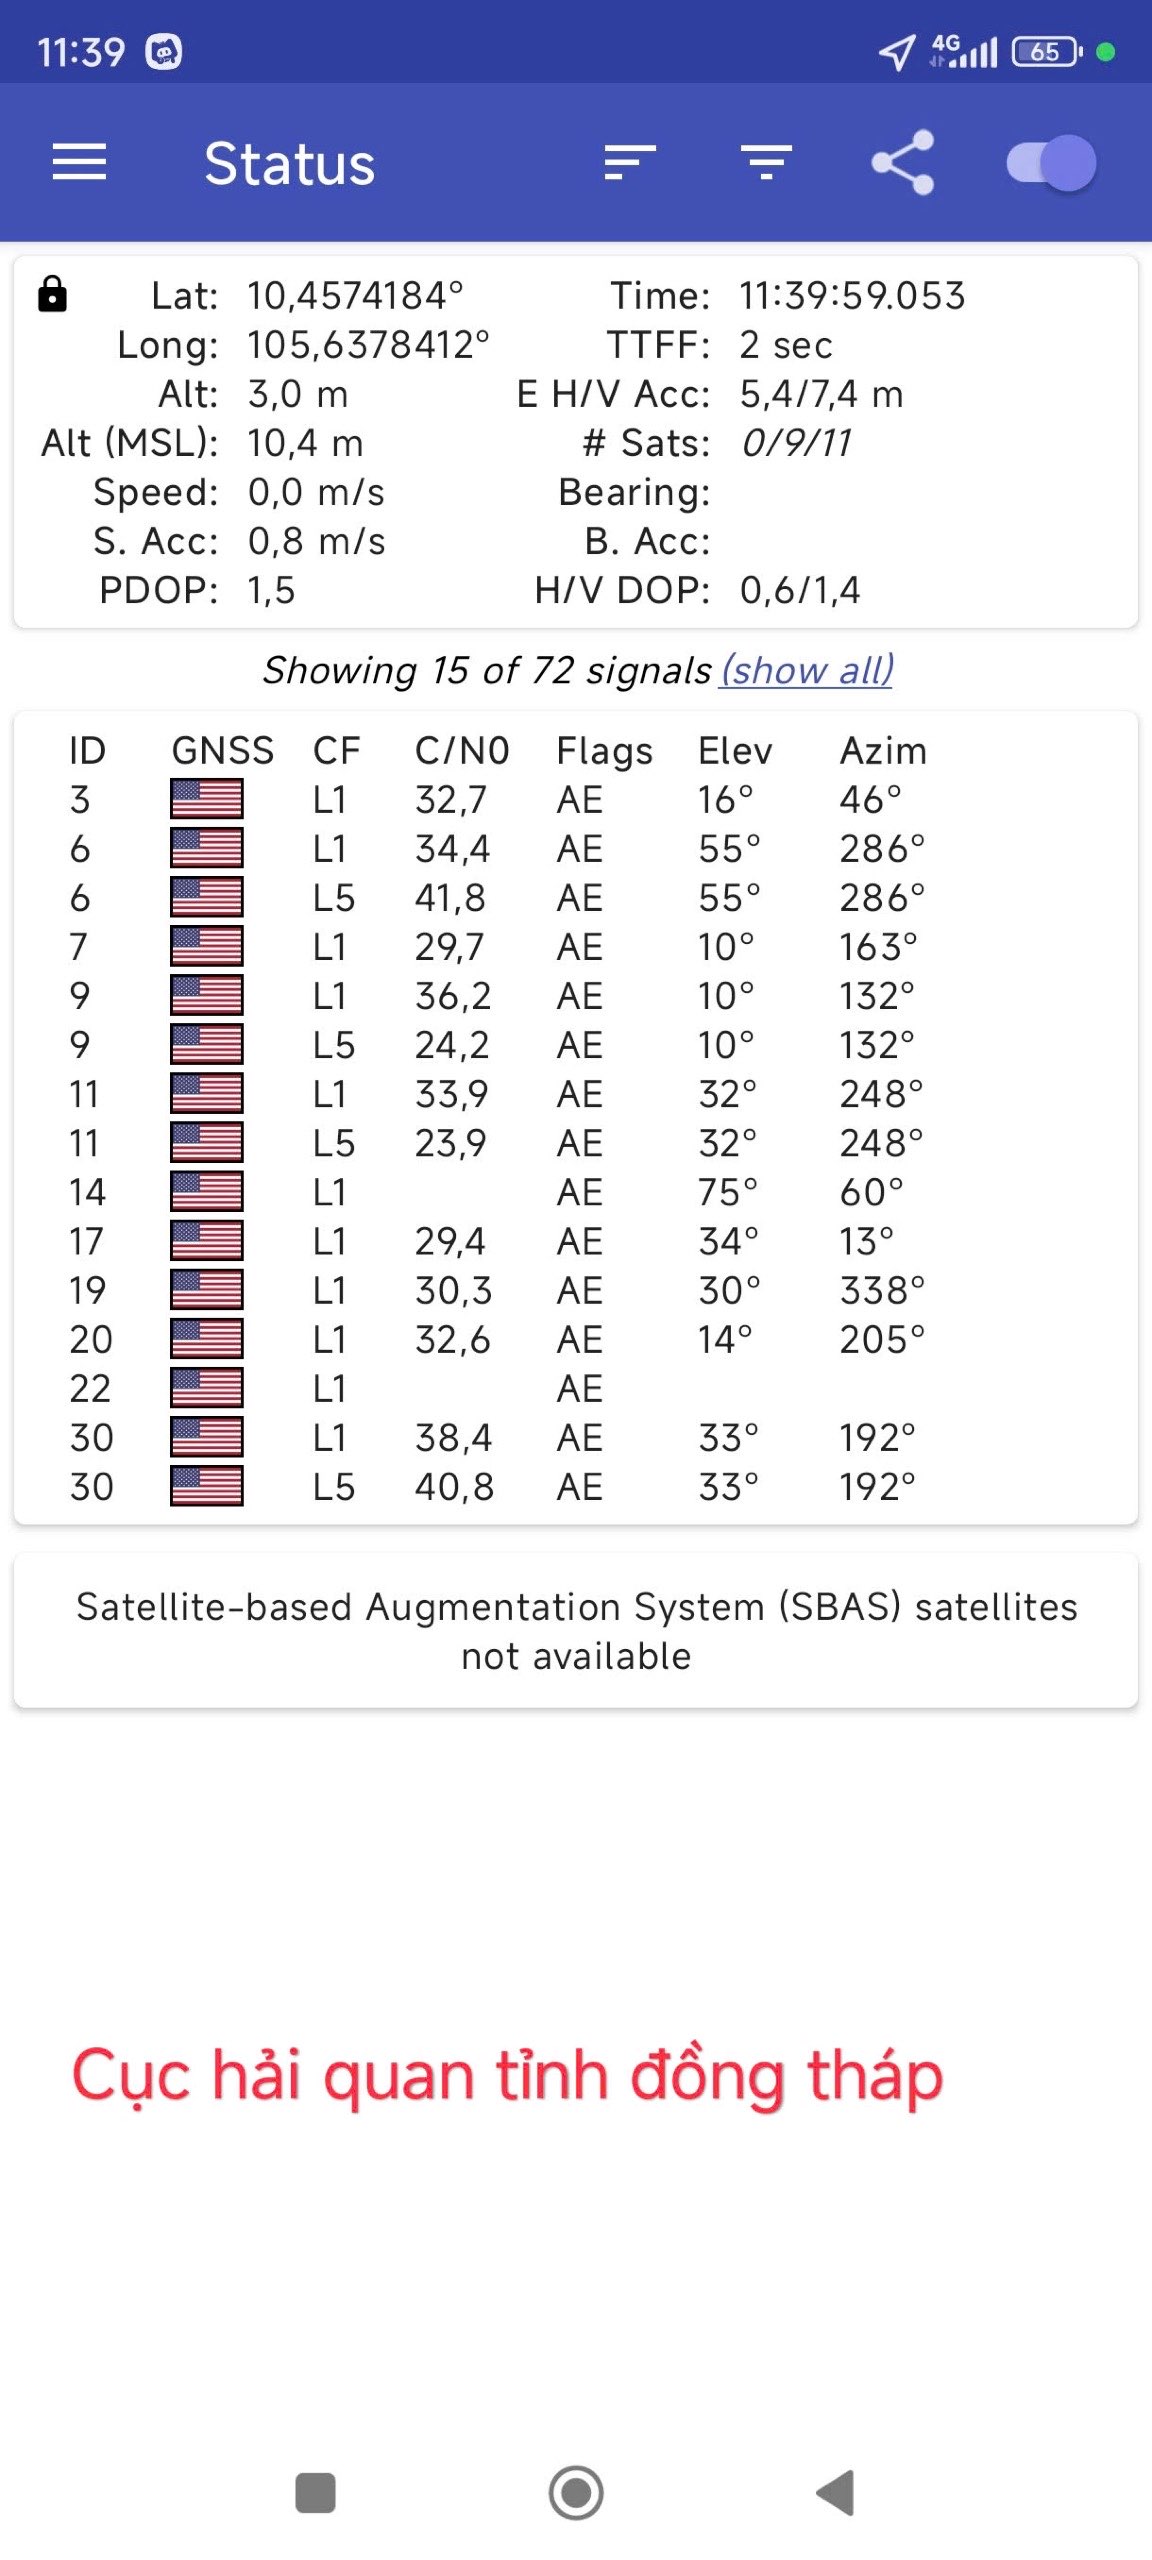 11:39 4G 65
Status
Lat: 10,4574184° Time: 11:39:59.053
Long: 105,6378412° TTFF: 2 sec
Alt: 3,0 m E H/V Acc: 5,4/7,4 m
Alt (MSL): 10,4 m # Sats: 0/9/11
Speed: 0,0 m/s Bearing:
S. Acc: 0,8 m/s B. Acc:
PDOP: 1,5 H/V DOP: 0,6/1,4
Showing 15 of 72 signals (show all)
ID GNSS CF C/N0 Flags Elev Azim
3 L1 32,7 AE 16° 46°
6 L1 34,4 AE 55° 286°
6 L5 41,8 AE 55° 286°
7 L1 29,7 AE 10° 163°
9 L1 36,2 AE 10° 132°
9 L5 24,2 AE 10° 132°
11 L1 33,9 AE 32° 248°
11 L5 23,9 AE 32° 248°
14 L1 AE 75° 60°
17 L1 29,4 AE 34° 13°
19 L1 30,3 AE 30° 338°
20 L1 32,6 AE 14° 205°
22 L1 AE
30 L1 38,4 AE 33° 192°
30 L5 40,8 AE 33° 192°
Satellite-based Augmentation System (SBAS) satellites
not available
Cục hải quan tỉnh đồng tháp